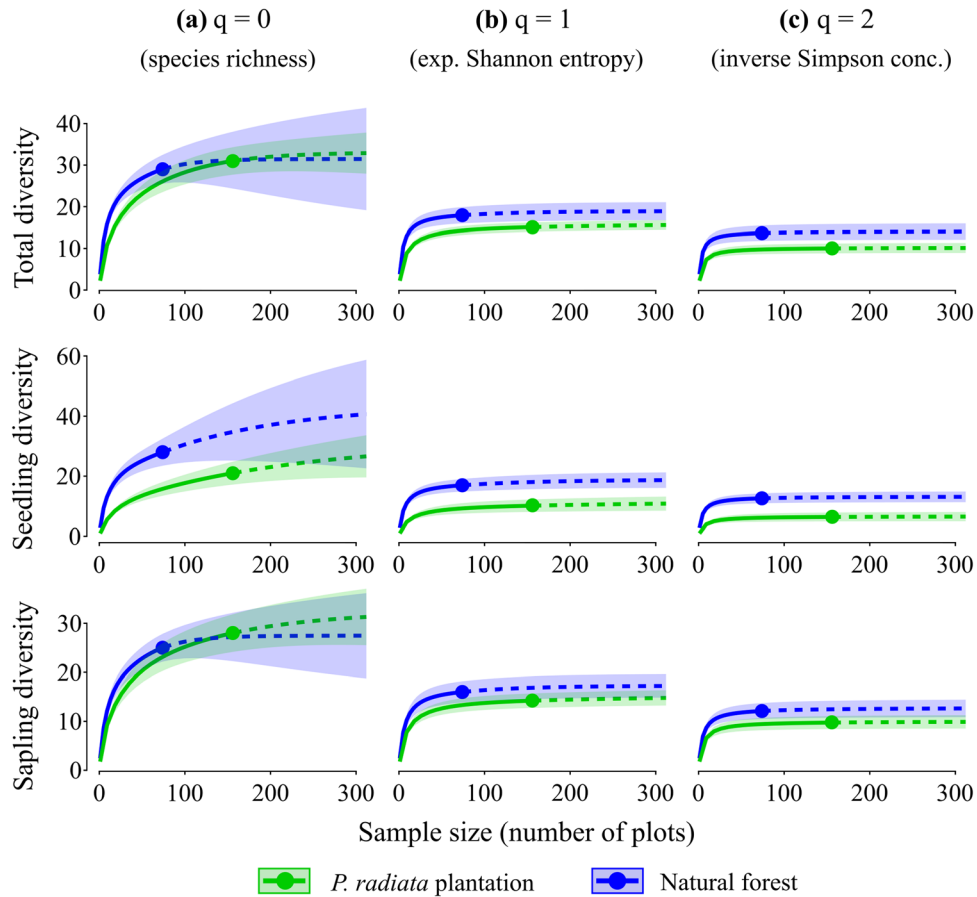 (a) q = 0
(species richness)
(b) q = 1
(exp. Shannon entropy)
(c) q = 2
(inverse Simpson conc.)
Total diversity
40
30
20
10
0
0 100 200 300
0 100 200 300
0 100 200 300
Seedling diversity
60
40
20
0
0 100 200 300
0 100 200 300
0 100 200 300
Sapling diversity
30
20
10
0
0 100 200 300
0 100 200 300
0 100 200 300
Sample size (number of plots)
P. radiata plantation
Natural forest